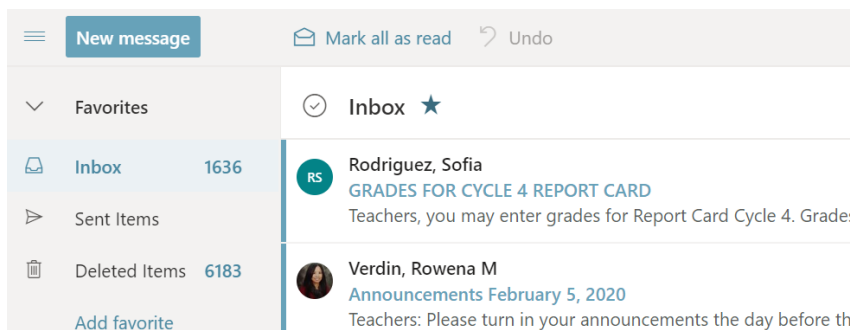 New message Mark all as read Undo
Favorites
Inbox ★
Inbox 1636
Sent Items
Deleted Items 6183
Add favorite
RS
Rodriguez, Sofia
GRADES FOR CYCLE 4 REPORT CARD
Teachers, you may enter grades for Report Card Cycle 4. Grades
Verdin, Rowena M
Announcements February 5, 2020
Teachers: Please turn in your announcements the day before th